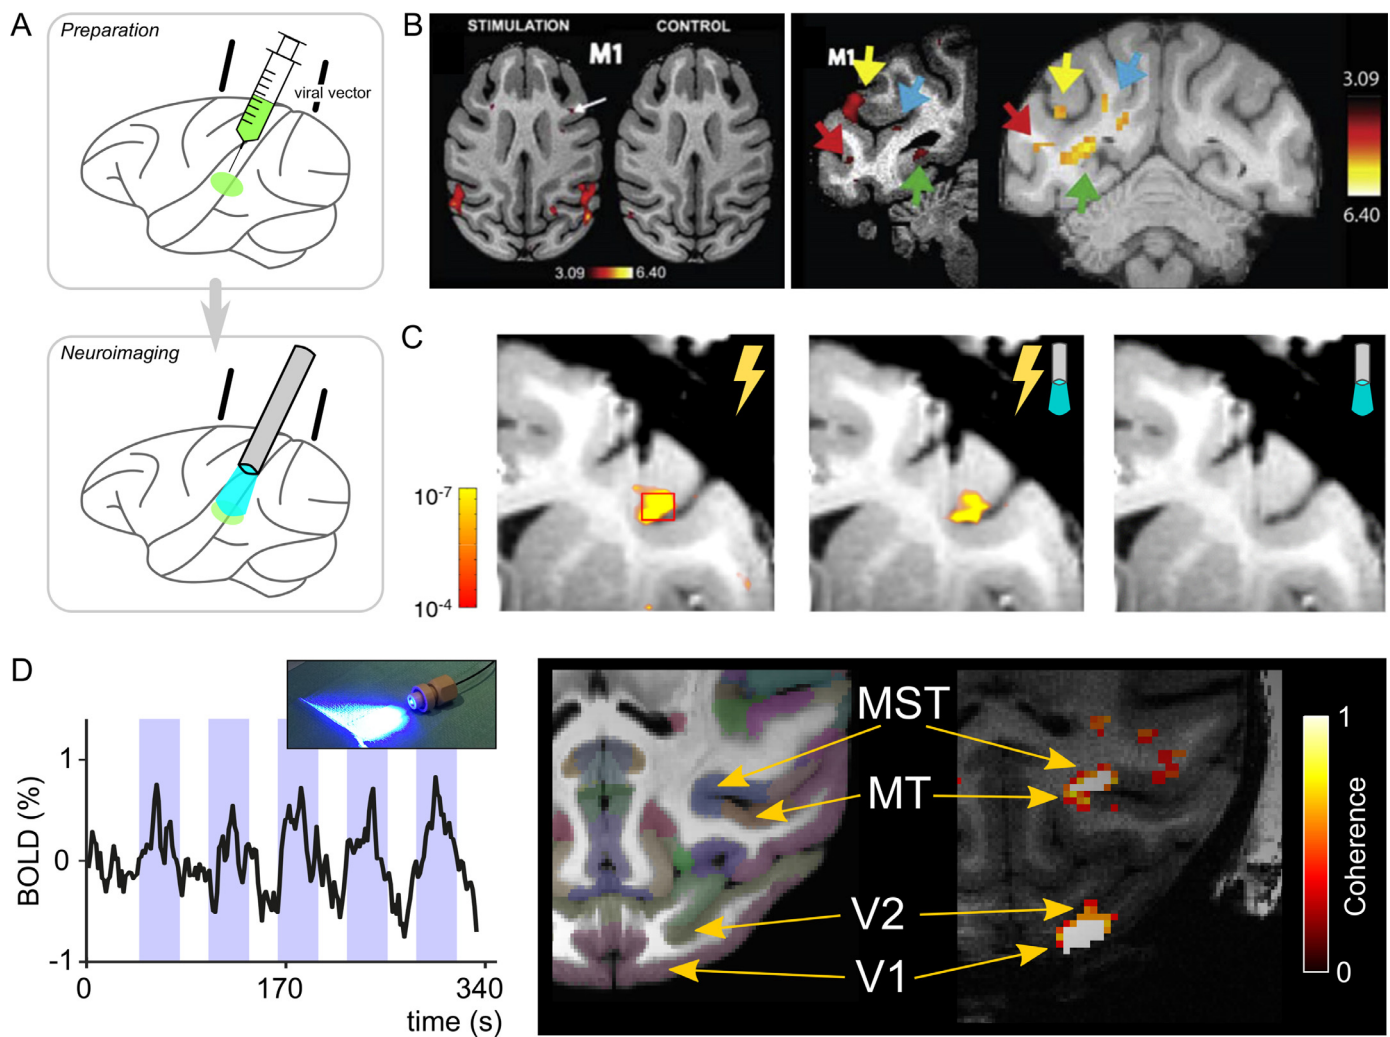 A
Preparation
viral vector
Neuroimaging
B
STIMULATION
CONTROL
M1
3.09
6.40
M1
3.09
6.40
C
10-7
10-4
D
BOLD (%)
1
0
-1
0
170
340
time (s)
MST
MT
V2
V1
1
Coherence
0